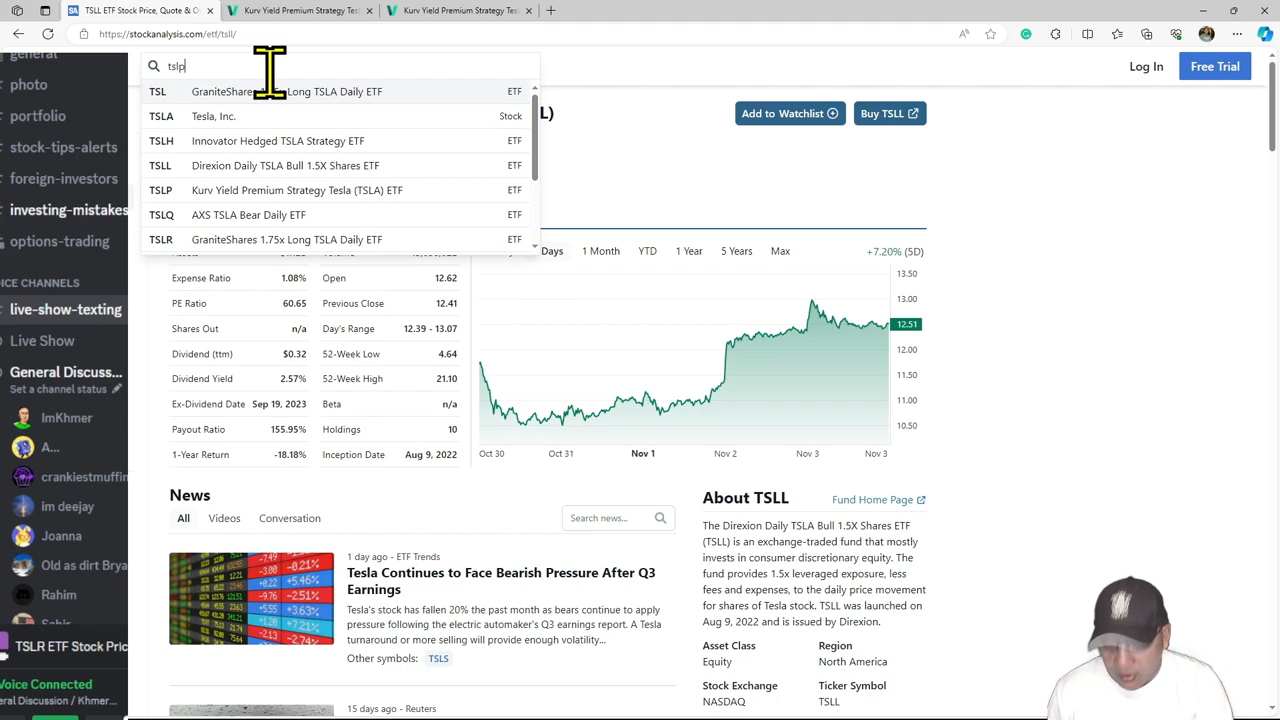 TSLL ETF Stock Price, Quote & O
Kurv Yield Premium Strategy Tesl
Kurv Yield Premium Strategy Tesl
https://stockanalysis.com/etf/tsll/
general
photo
portfolio
stock-tips-alerts
foreign-investors
investing-mistakes
options-trading
OICE CHANNELS
live-show-texting
Live Show
General Discuss...
Set a channel status
ImKhmer
A...
crankiestmuffin
im deejay
Joanna
Old as dirt Brya
Rahim
TSLR ETF Stock Pric
Voice Connected
eneral Discussion / Khmer...
tslp
Log In
Free Trial
TSL GraniteShares Long TSLA Daily ETF ETF
TSLA Tesla, Inc. Stock
TSLH Innovator Hedged TSLA Strategy ETF ETF
TSLL Direxion Daily TSLA Bull 1.5X Shares ETF ETF
TSLP Kurv Yield Premium Strategy Tesla (TSLA) ETF ETF
TSLQ AXS TSLA Bear Daily ETF ETF
TSLR GraniteShares 1.75x Long TSLA Daily ETF ETF
L)
Add to Watchlist
Buy TSLL
Days 1 Month YTD 1 Year 5 Years Max +7.20% (5D)
Expense Ratio 1.08% Open 12.62
PE Ratio 60.65 Previous Close 12.41
Shares Out n/a Day's Range 12.39 - 13.07
Dividend (ttm) $0.32 52-Week Low 4.64
Dividend Yield 2.57% 52-Week High 21.10
Ex-Dividend Date Sep 19, 2023 Beta n/a
Payout Ratio 155.95% Holdings 10
1-Year Return -18.18% Inception Date Aug 9, 2022
13.50
13.00
12.51
12.00
11.50
11.00
10.50
Oct 30 Oct 31 Nov 1 Nov 2 Nov 3 Nov 3
News
All Videos Conversation
Search news...
1 day ago - ETF Trends
Tesla Continues to Face Bearish Pressure After Q3
Earnings
Tesla's stock has fallen 20% the past month as bears continue to apply
pressure following the electric automaker's Q3 earnings report. A Tesla
turnaround or more selling will provide enough volatility...
Other symbols: TSLS
15 days ago - Reuters
About TSLL
Fund Home Page
The Direxion Daily TSLA Bull 1.5X Shares ETF
(TSLL) is an exchange-traded fund that mostly
invests in consumer discretionary equity. The
fund provides 1.5x leveraged exposure, less
fees and expenses, to the daily price movement
for shares of Tesla stock. TSLL was launched on
Aug 9, 2022 and is issued by Direxion.
Asset Class Region
Equity North America
Stock Exchange Ticker Symbol
NASDAQ TSLL